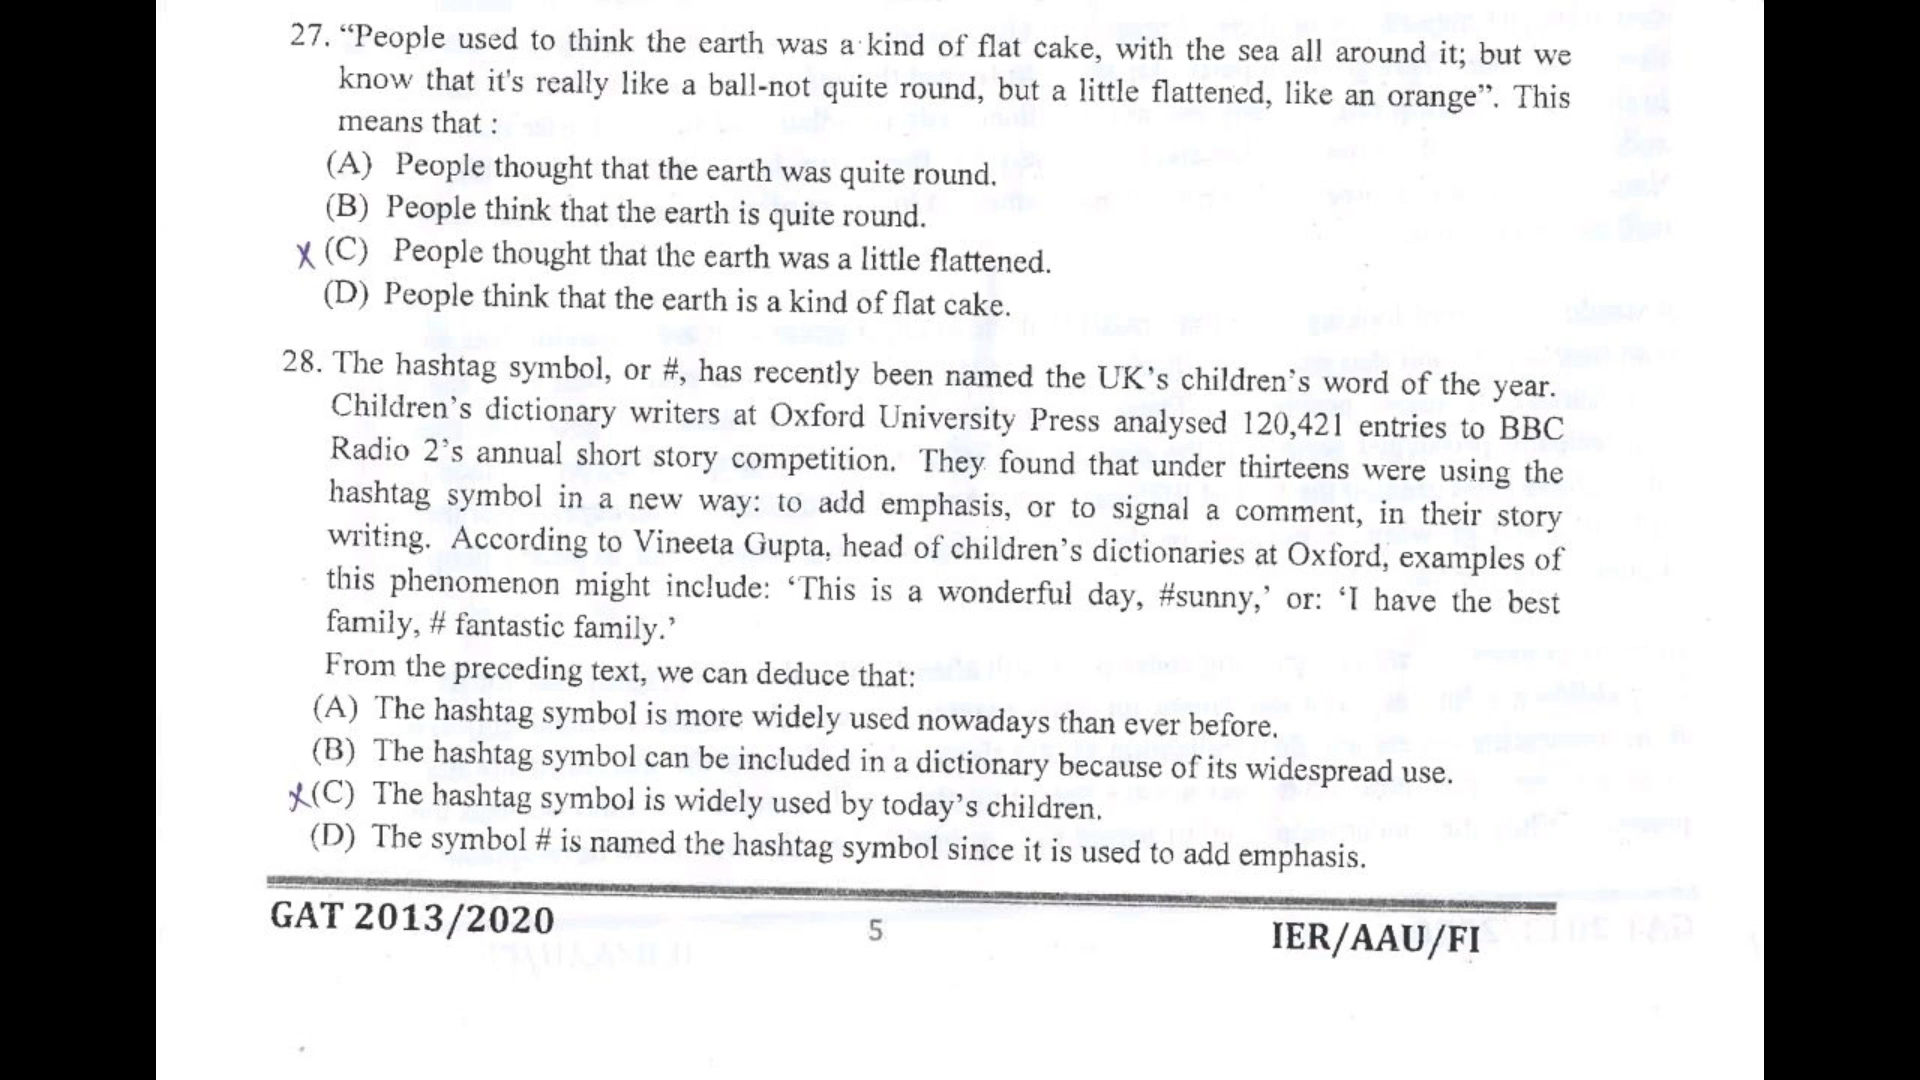 27. “People used to think the earth was a kind of flat cake, with the sea all around it; but we
know that it's really like a ball-not quite round, but a little flattened, like an orange”. This
means that :
(A) People thought that the earth was quite round.
(B) People think that the earth is quite round.
X (C) People thought that the earth was a little flattened.
(D) People think that the earth is a kind of flat cake.
28. The hashtag symbol, or #, has recently been named the UK’s children’s word of the year.
Children’s dictionary writers at Oxford University Press analysed 120,421 entries to BBC
Radio 2’s annual short story competition. They found that under thirteens were using the
hashtag symbol in a new way: to add emphasis, or to signal a comment, in their story
writing. According to Vineeta Gupta, head of children’s dictionaries at Oxford, examples of
this phenomenon might include: ‘This is a wonderful day, #sunny,’ or: ‘I have the best
family, # fantastic family.’
From the preceding text, we can deduce that:
(A) The hashtag symbol is more widely used nowadays than ever before.
(B) The hashtag symbol can be included in a dictionary because of its widespread use.
X (C) The hashtag symbol is widely used by today’s children.
(D) The symbol # is named the hashtag symbol since it is used to add emphasis.
GAT 2013/2020 5 IER/AAU/FI